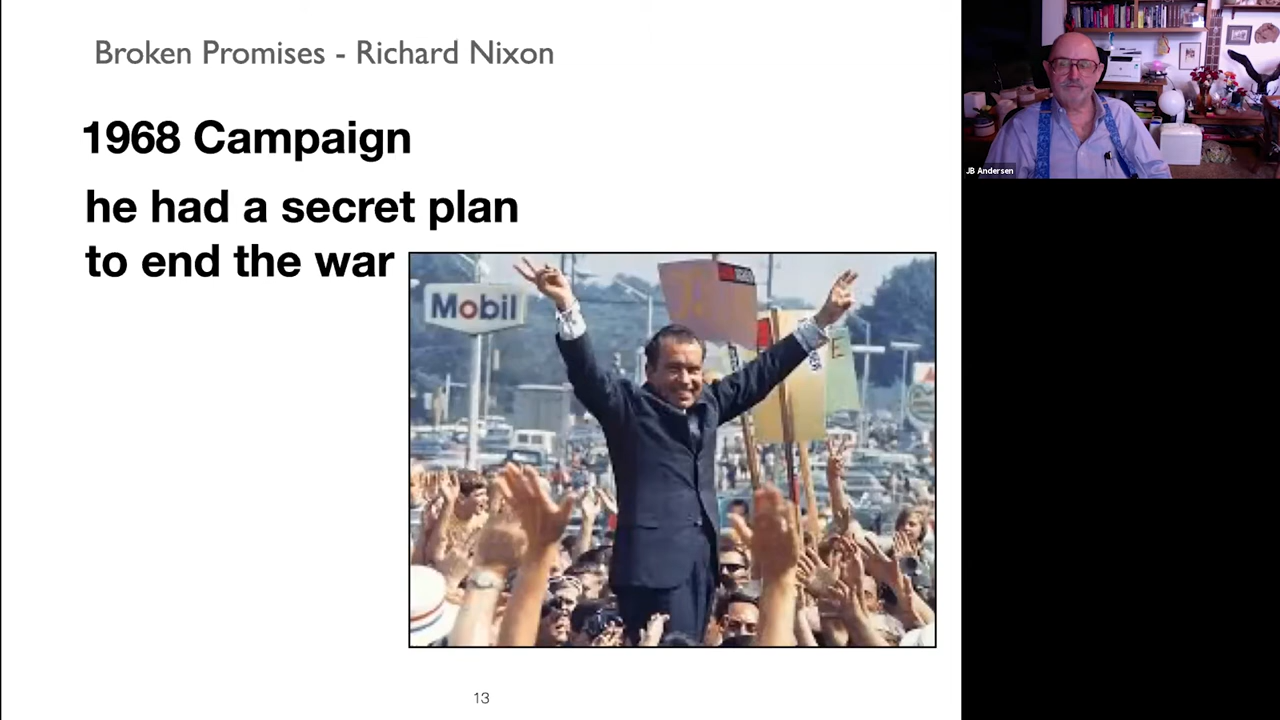 Broken Promises - Richard Nixon
1968 Campaign
he had a secret plan
to end the war
Mobil
E
13
JB Andersen